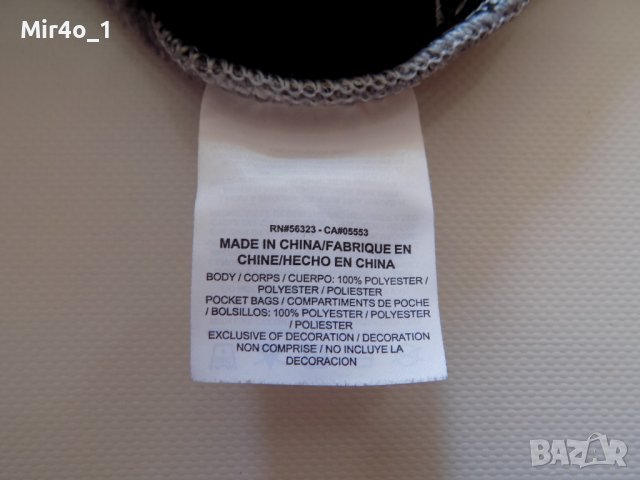 Mir4o_1
RN#56323 - CA#05553
MADE IN CHINA/FABRIQUE EN
CHINE/HECHO EN CHINA
BODY / CORPS / CUERPO: 100% POLYESTER /
POLYESTER / POLIESTER
POCKET BAGS / COMPARTIMENTS DE POCHE
/ BOLSILLOS: 100% POLYESTER / POLYESTER
/ POLIESTER
EXCLUSIVE OF DECORATION / DECORATION
NON COMPRISE / NO INCLUYE LA
DECORACION
BAZAR